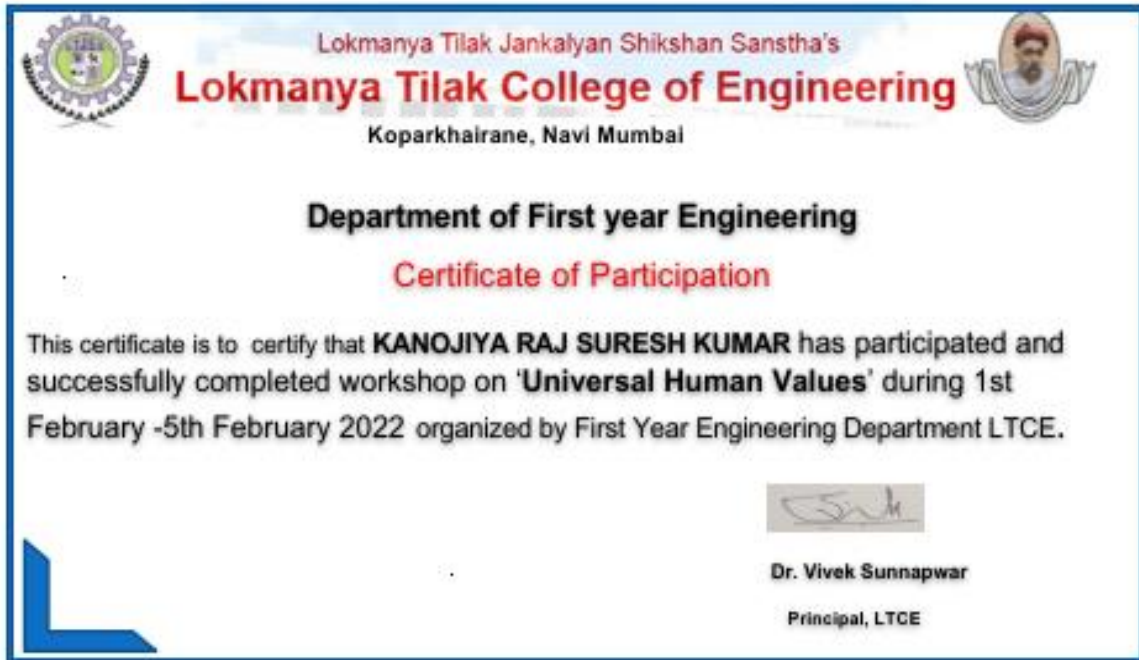 Lokmanya Tilak Jankalyan Shikshan Sanstha's
Lokmanya Tilak College of Engineering
Koparkhairane, Navi Mumbai
Department of First year Engineering
Certificate of Participation
This certificate is to certify that KANOJIYA RAJ SURESH KUMAR has participated and
successfully completed workshop on 'Universal Human Values' during 1st
February -5th February 2022 organized by First Year Engineering Department LTCE.
Dr. Vivek Sunnapwar
Principal, LTCE